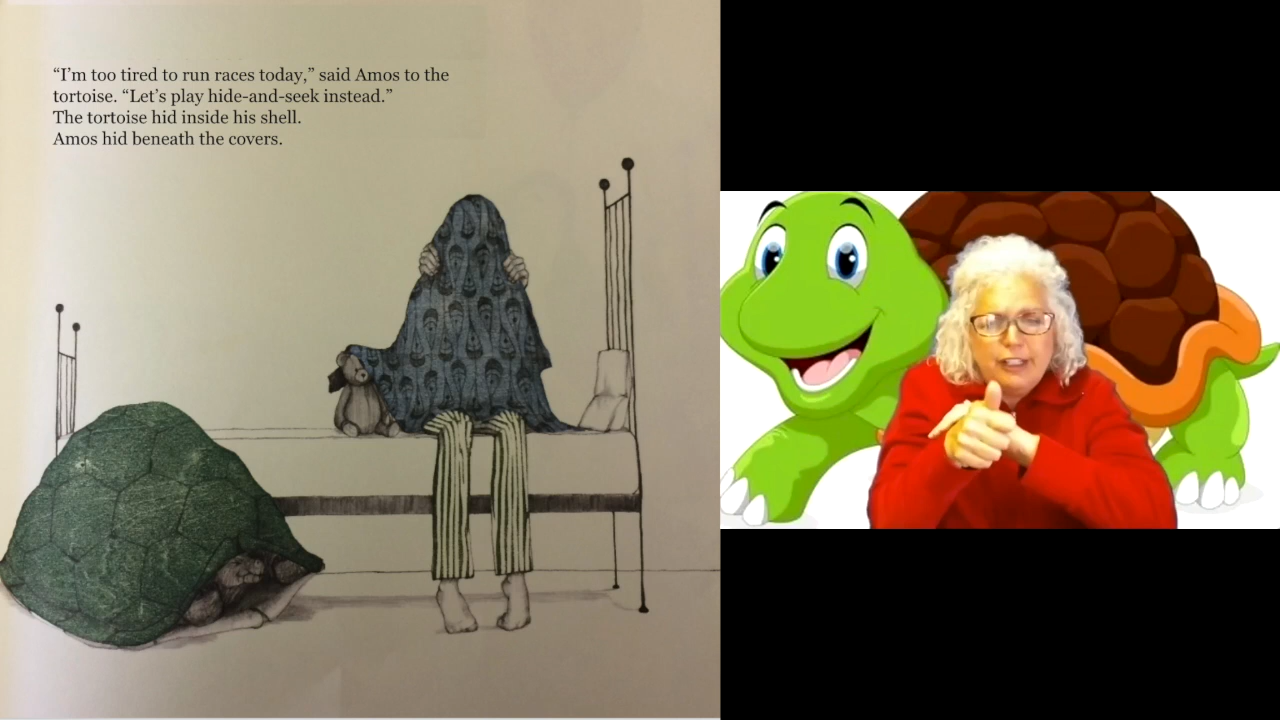 “I’m too tired to run races today,” said Amos to the
tortoise. “Let’s play hide-and-seek instead.”
The tortoise hid inside his shell.
Amos hid beneath the covers.